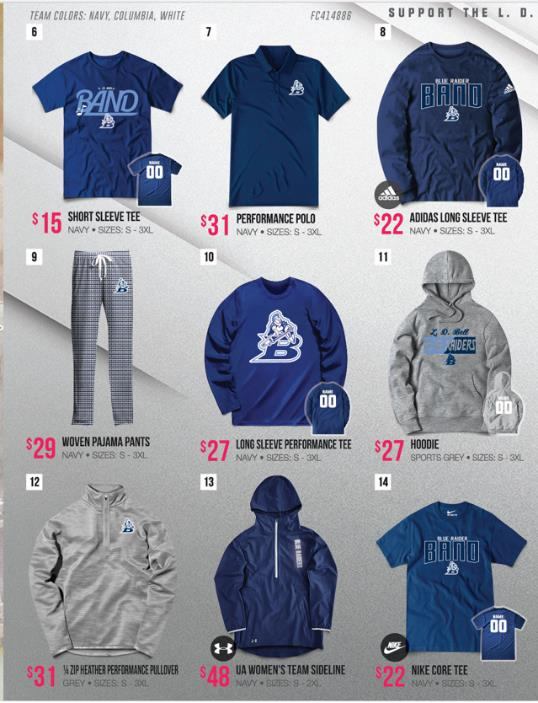 TEAM COLORS: NAVY, COLUMBIA, WHITE
FC414886
SUPPORT THE L. D.
6
BAND
B
NAME
00
$15 SHORT SLEEVE TEE
NAVY • SIZES: S - 3XL
7
B
$31 PERFORMANCE POLO
NAVY • SIZES: S - 3XL
8
BLUE RAIDER
BAND
B
NAME
00
adidas
$22 ADIDAS LONG SLEEVE TEE
NAVY • SIZES: S - 3XL
9
B
$29 WOVEN PAJAMA PANTS
NAVY • SIZES: S - 3XL
10
B
NAME
00
$27 LONG SLEEVE PERFORMANCE TEE
NAVY • SIZES: S - 3XL
11
L. D. Bell
RAIDERS
B
00
$27 HOODIE
SPORTS GREY • SIZES: S - 3XL
12
B
$31 ¼ ZIP HEATHER PERFORMANCE PULLOVER
GREY • SIZES: S - 3XL
13
BLUE RAIDERS
$48 UA WOMEN'S TEAM SIDELINE
NAVY • SIZES: S - 2XL
14
BLUE RAIDER
BAND
B
NAME
00
NIKE
$22 NIKE CORE TEE
NAVY • SIZES: S - 3XL